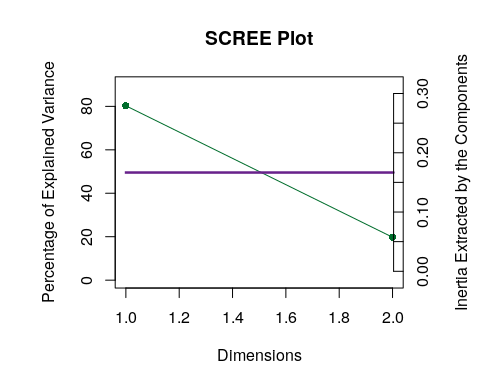 SCREE Plot
Percentage of Explained Variance
80
60
40
20
0
0.30
0.20
0.10
0.00
Inertia Extracted by the Components
1.0 1.2 1.4 1.6 1.8 2.0
Dimensions